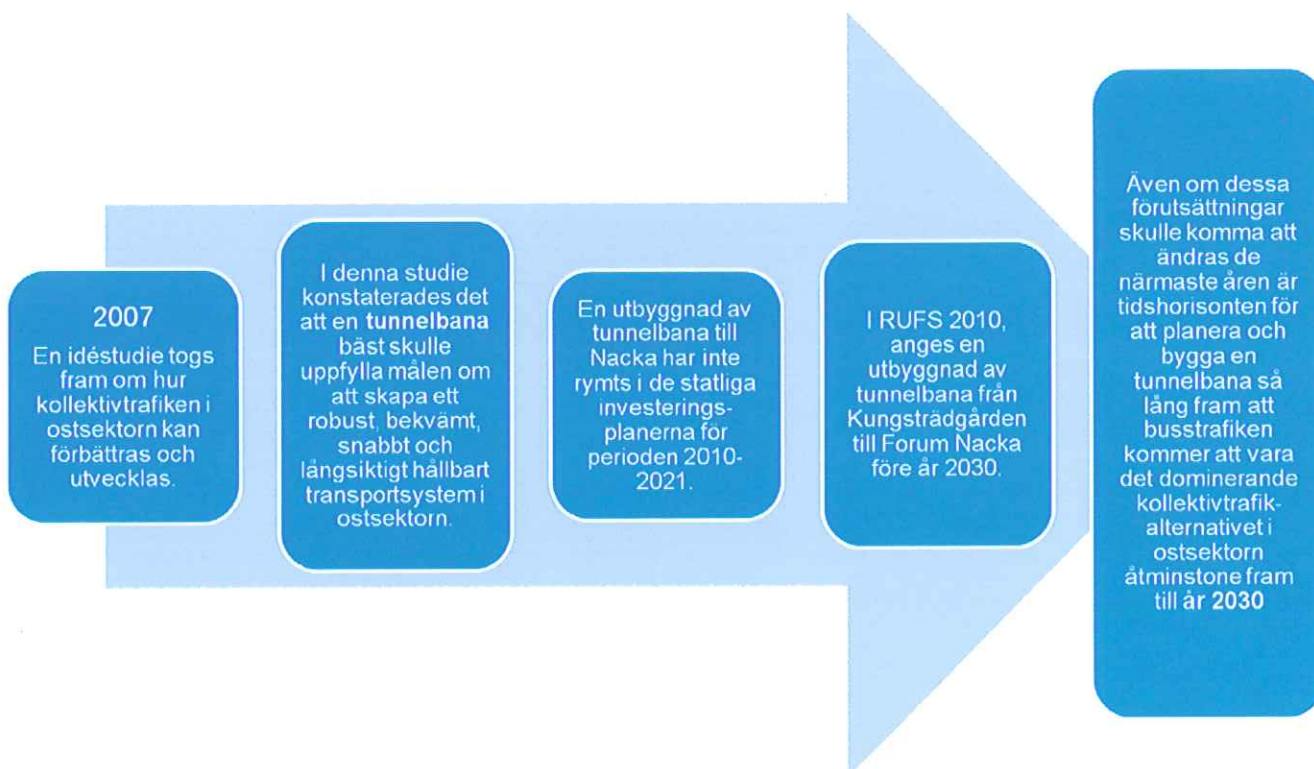 2007
En idéstudie togs
fram om hur
kollektivtrafiken i
ostsektorn kan
förbättras och
utvecklas.
I denna studie
konstaterades det
att en tunnelbana
bäst skulle
uppfylla målen om
att skapa ett
robust, bekvämt,
snabbt och
långsiktigt hållbart
transportsystem i
ostsektorn.
En utbyggnad av
tunnelbana till
Nacka har inte
rymts i de statliga
investerings-
planerna för
perioden 2010-
2021.
I RUFS 2010,
anges en
utbyggnad av
tunnelbana från
Kungsträdgården
till Forum Nacka
före år 2030.
Även om dessa
förutsättningar
skulle komma att
ändras de
närmaste åren är
tidshorisonten för
att planera och
bygga en
tunnelbana så
lång fram att
busstrafiken
kommer att vara
det dominerande
kollektivtrafik-
alternativet i
ostsektorn
åtminstone fram
till år 2030